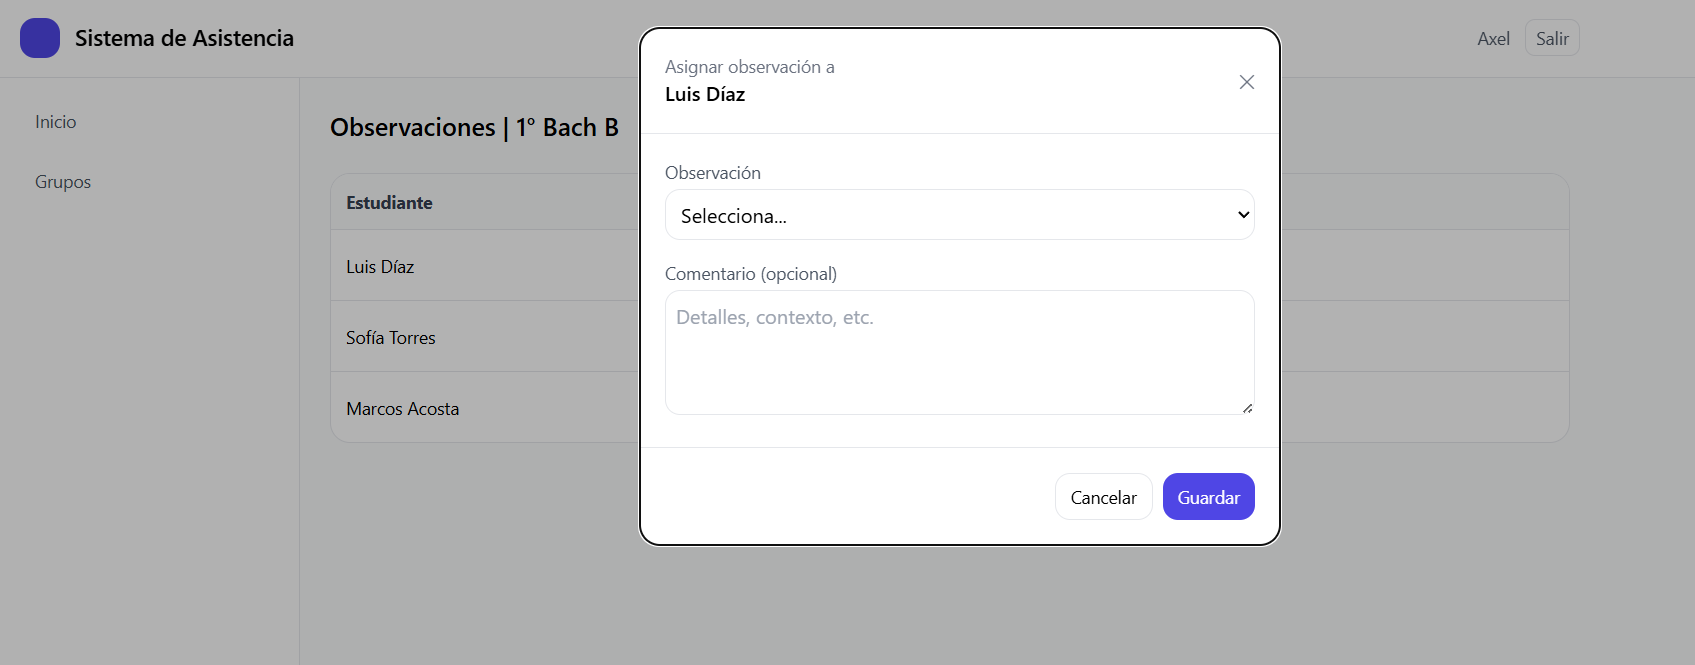 Sistema de Asistencia
Axel
Salir
Inicio
Grupos
Observaciones | 1° Bach B
Estudiante
Luis Díaz
Sofía Torres
Marcos Acosta
Asignar observación a
Luis Díaz
Observación
Selecciona...
Comentario (opcional)
Detalles, contexto, etc.
Cancelar
Guardar